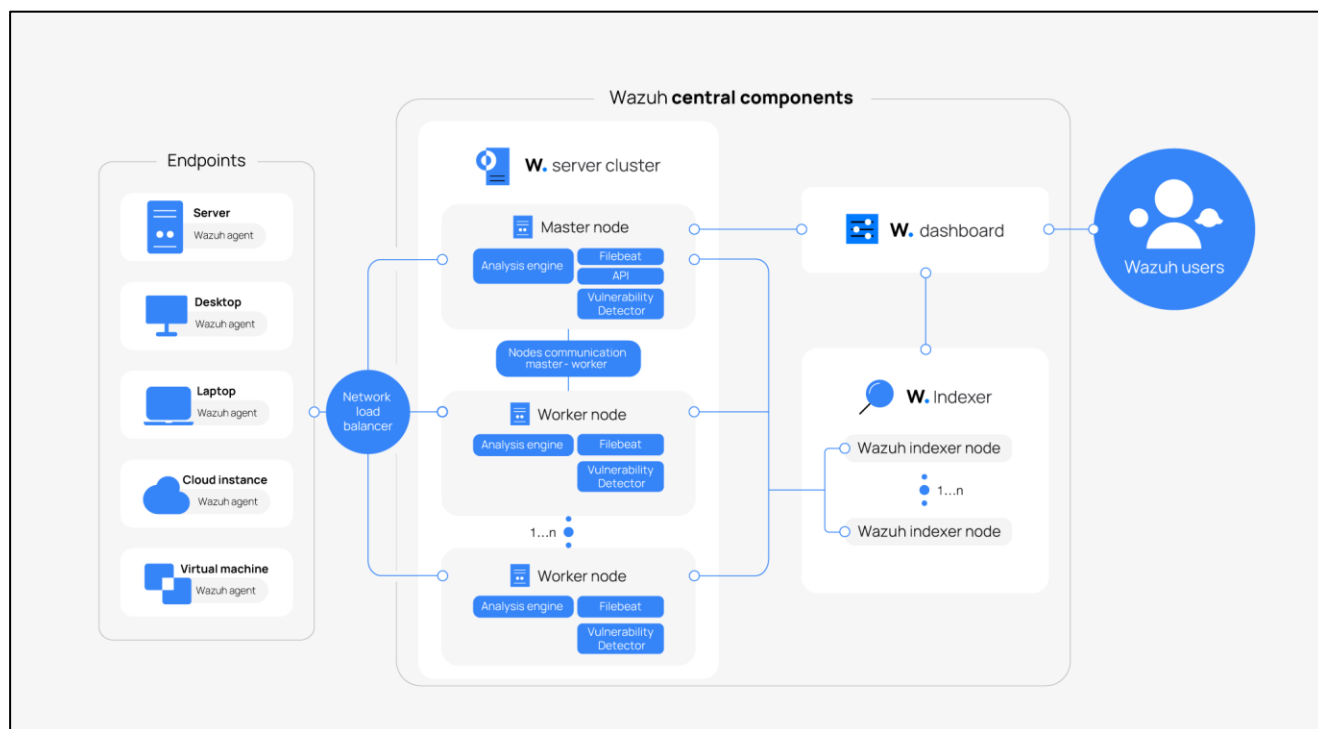 Wazuh central components
Endpoints
Server
Wazuh agent
Desktop
Wazuh agent
Laptop
Wazuh agent
Cloud instance
Wazuh agent
Virtual machine
Wazuh agent
Network
load
balancer
W. server cluster
Master node
Analysis engine
Filebeat
API
Vulnerability
Detector
Nodes communication
master- worker
Worker node
Analysis engine
Filebeat
Vulnerability
Detector
1...n
Worker node
Analysis engine
Filebeat
Vulnerability
Detector
W. dashboard
W. Indexer
Wazuh indexer node
1...n
Wazuh indexer node
Wazuh users